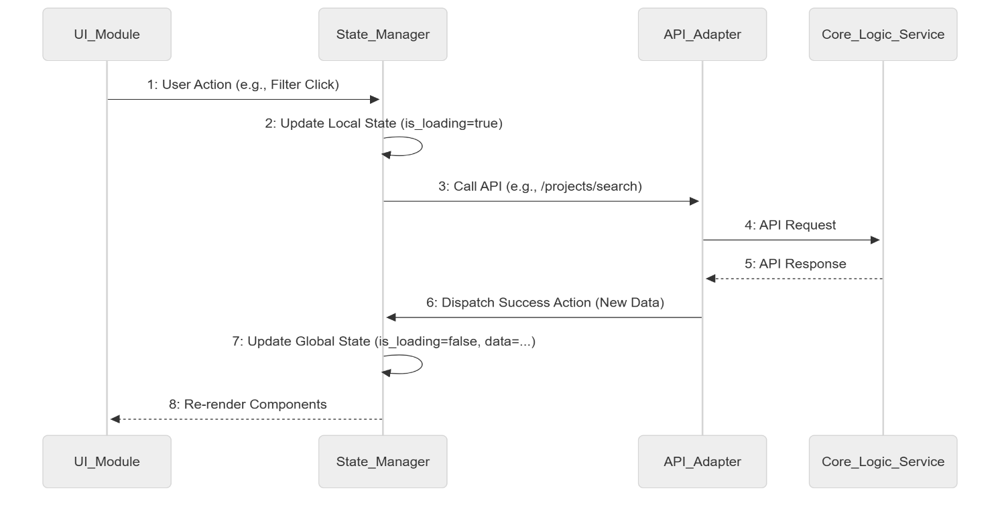 UI_Module
State_Manager
API_Adapter
Core_Logic_Service
1: User Action (e.g., Filter Click)
2: Update Local State (is_loading=true)
3: Call API (e.g., /projects/search)
4: API Request
5: API Response
6: Dispatch Success Action (New Data)
7: Update Global State (is_loading=false, data=...)
8: Re-render Components
UI_Module
State_Manager
API_Adapter
Core_Logic_Service